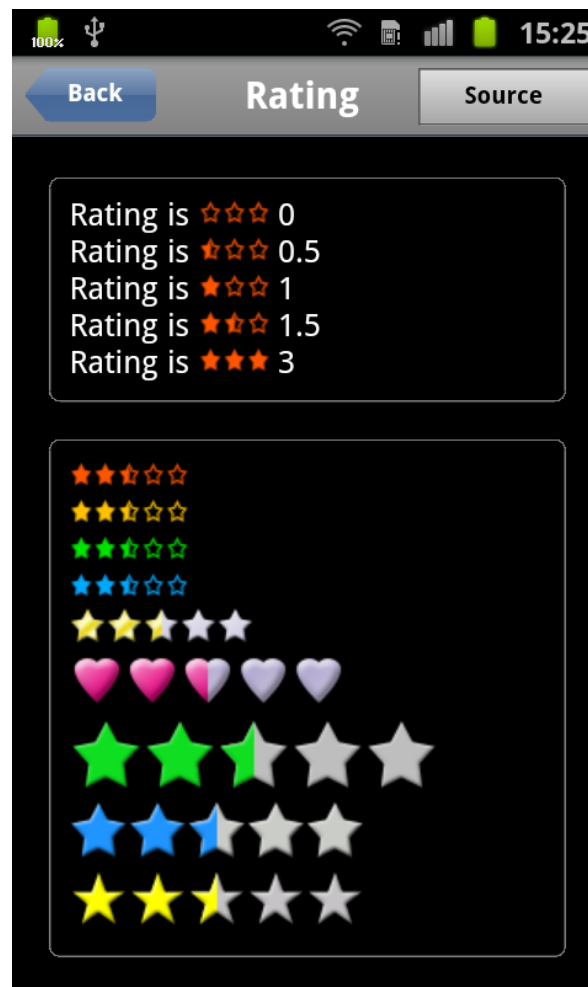 100% 15:25
Back Rating Source
Rating is 0
Rating is 0.5
Rating is 1
Rating is 1.5
Rating is 3